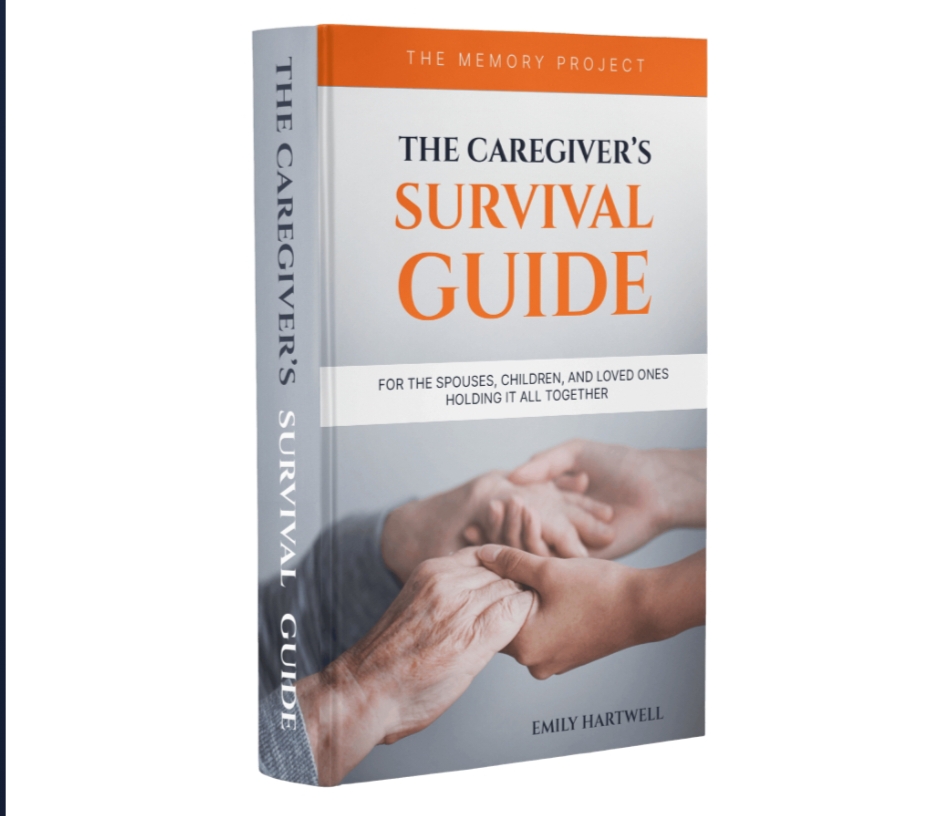 THE CAREGIVER'S SURVIVAL GUIDE
THE MEMORY PROJECT
THE CAREGIVER'S
SURVIVAL
GUIDE
FOR THE SPOUSES, CHILDREN, AND LOVED ONES
HOLDING IT ALL TOGETHER
EMILY HARTWELL